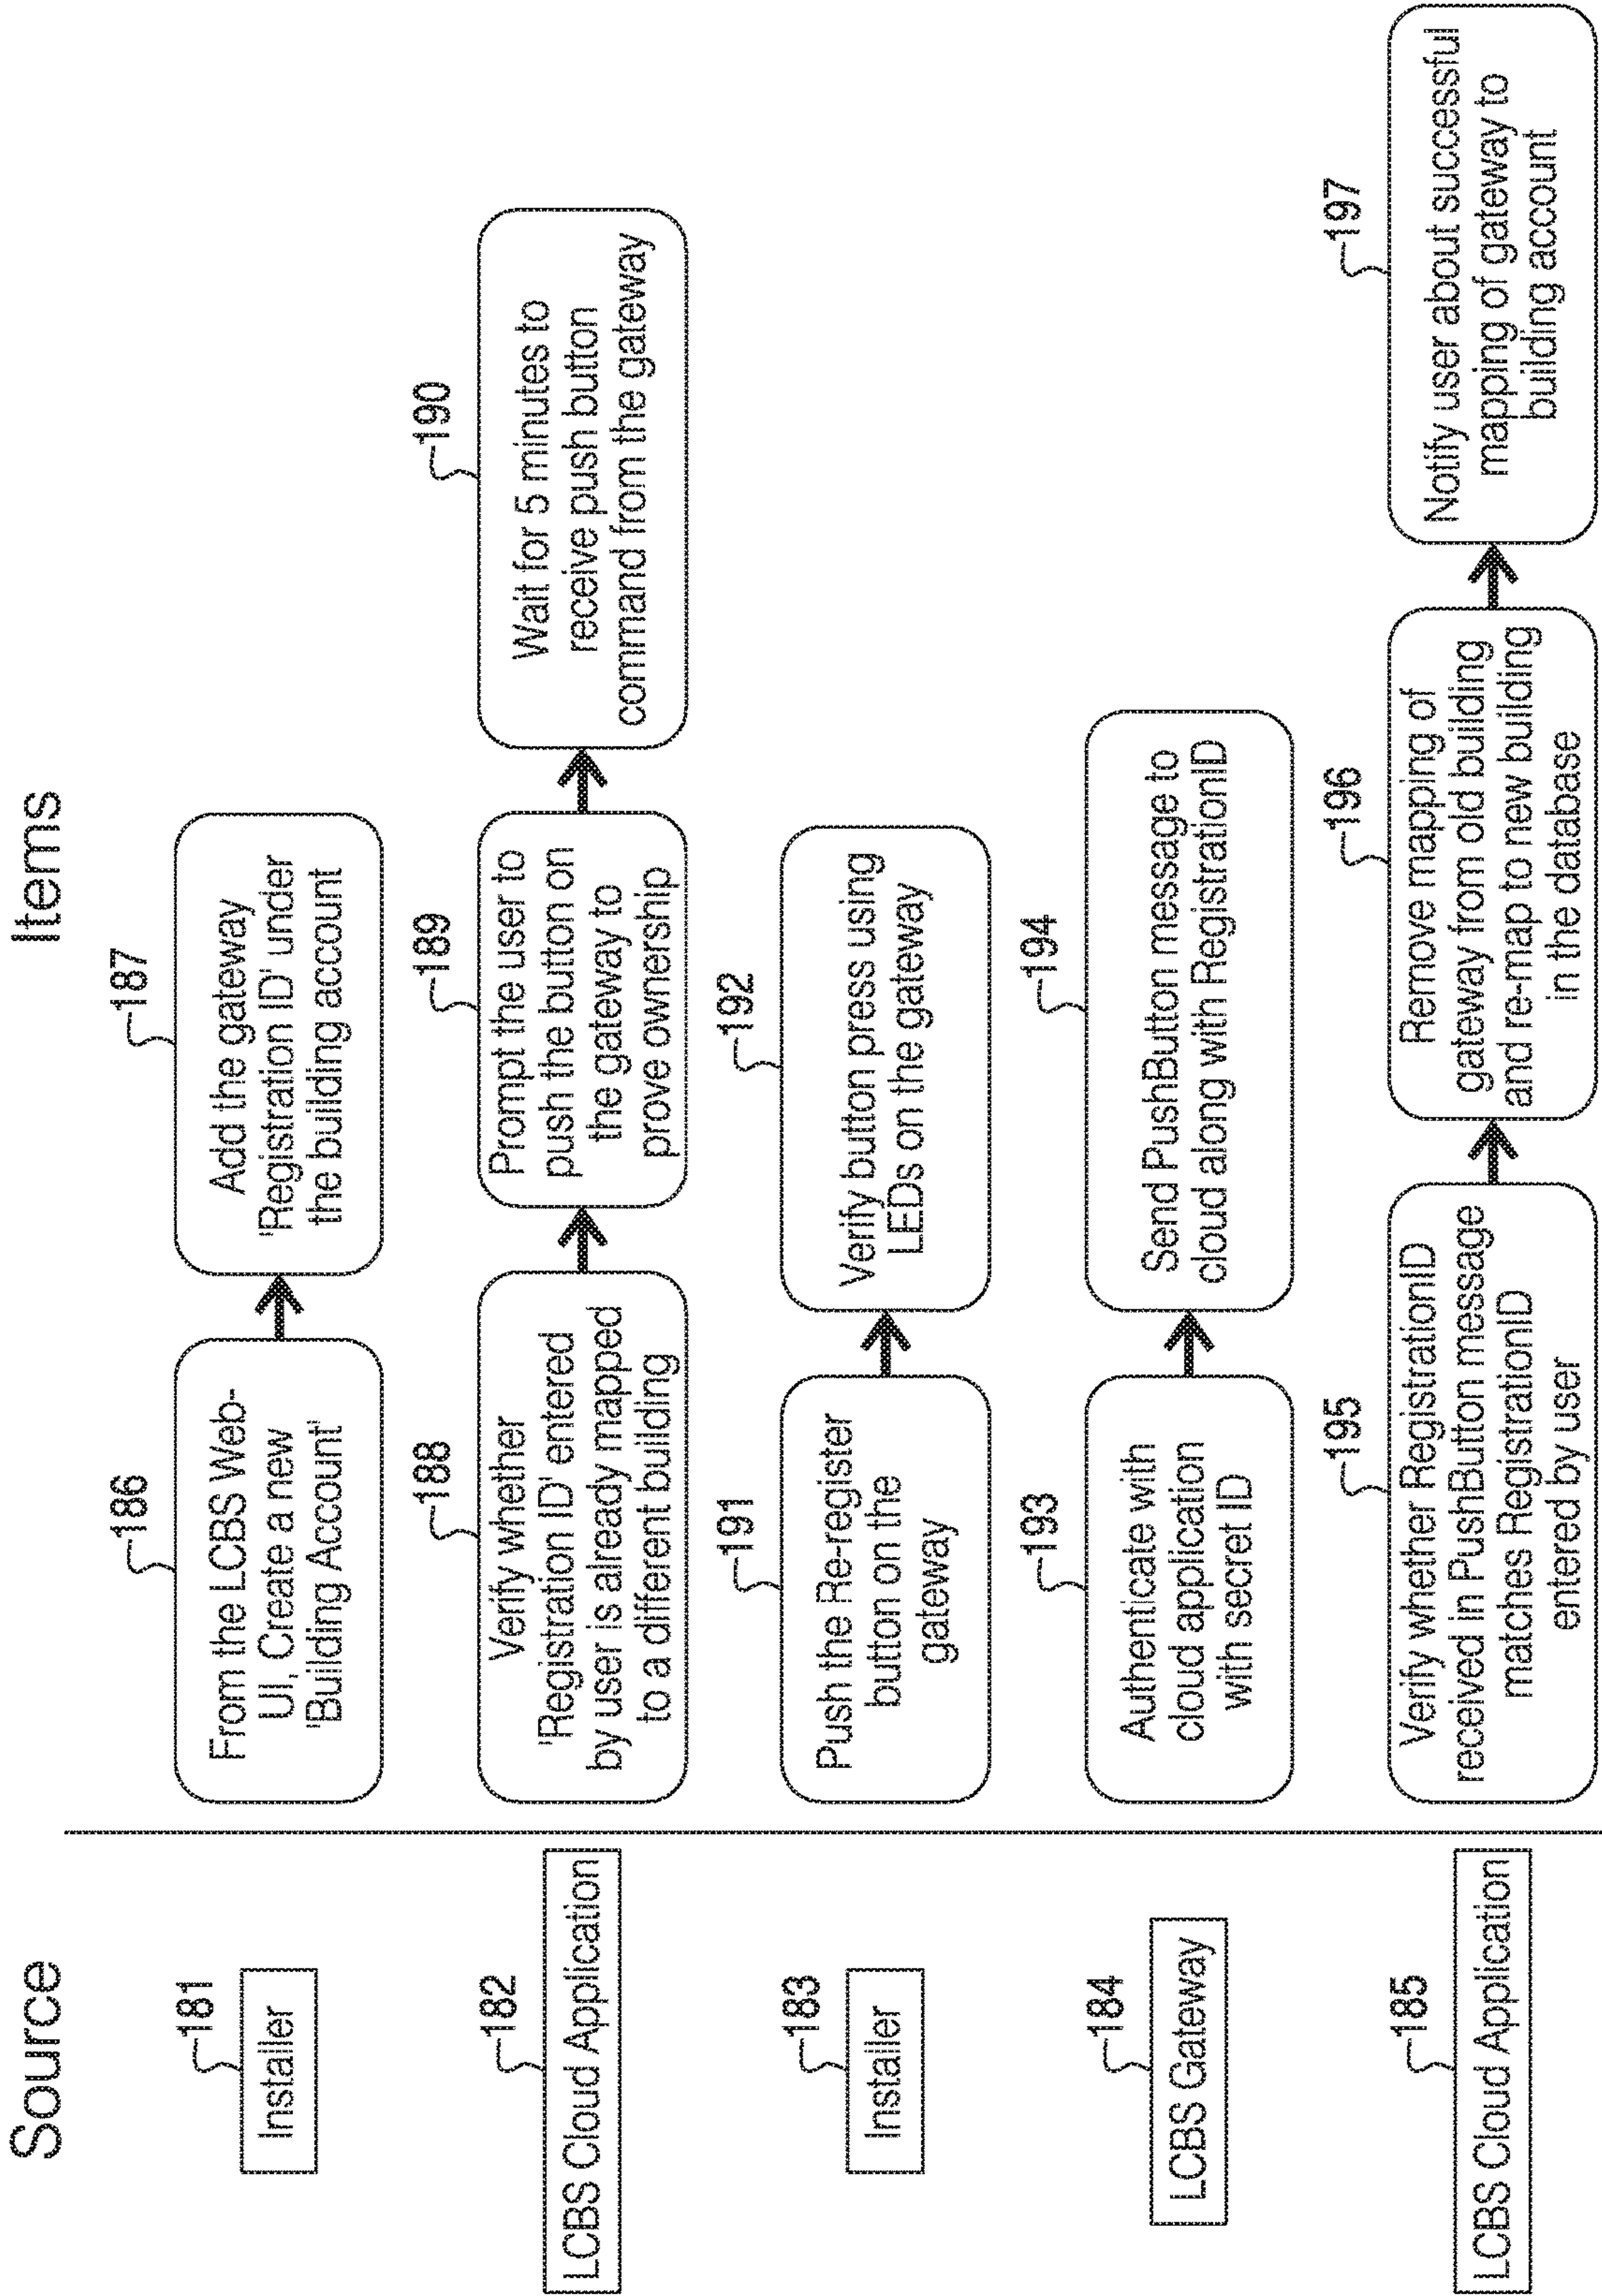 Source
Items
181
Installer
186
From the LCBS Web-
UI, Create a new
'Building Account'
187
Add the gateway
'Registration ID' under
the building account
182
LCBS Cloud Application
188
Verify whether
'Registration ID' entered
by user is already mapped
to a different building
189
Prompt the user to
push the button on
the gateway to
prove ownership
190
Wait for 5 minutes to
receive push button
command from the gateway
183
Installer
191
Push the Re-register
button on the
gateway
192
Verify button press using
LEDs on the gateway
184
LCBS Gateway
193
Authenticate with
cloud application
with secret ID
194
Send PushButton message to
cloud along with RegistrationID
185
LCBS Cloud Application
195
Verify whether RegistrationID
received in PushButton message
matches RegistrationID
entered by user
196
Remove mapping of
gateway from old building
and re-map to new building
in the database
197
Notify user about successful
mapping of gateway to
building account